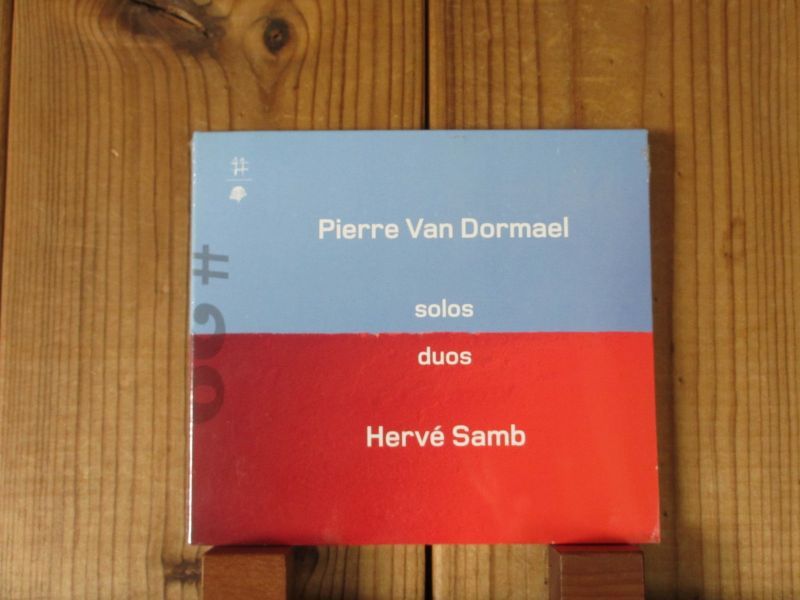 Pierre Van Dormael
solos
duos
Hervé Samb